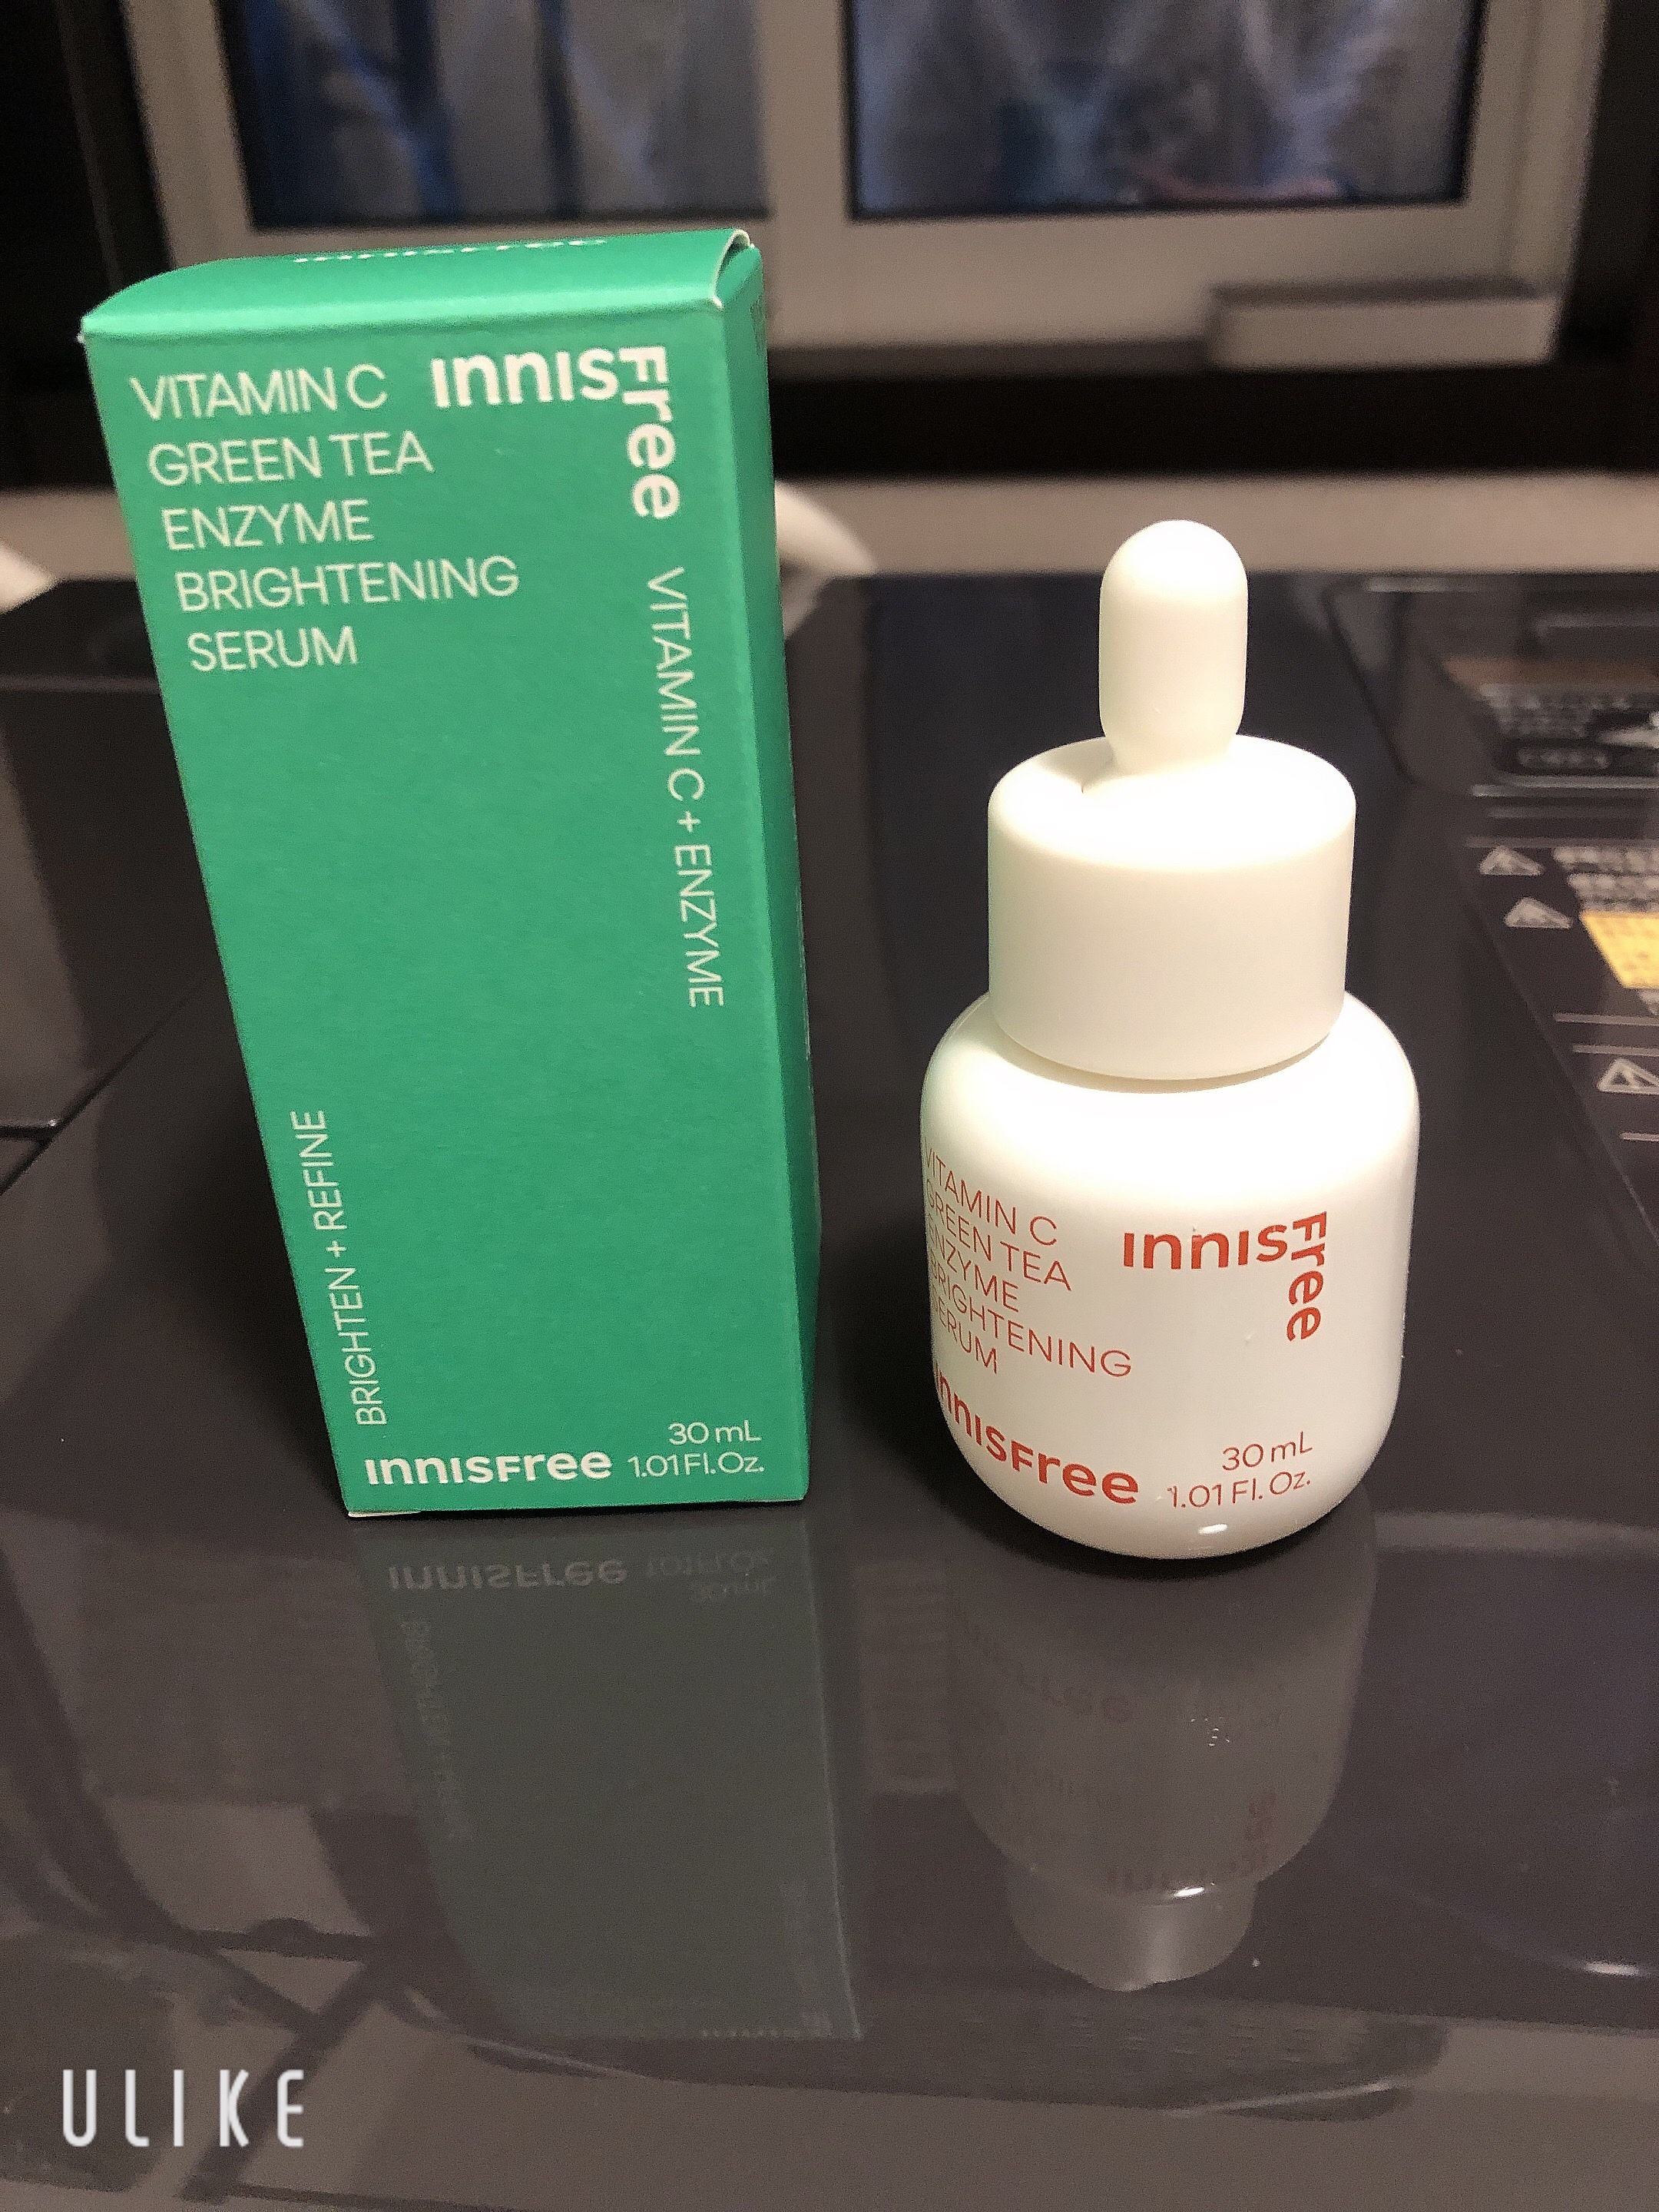 innisfree
VITAMIN C
GREEN TEA
ENZYME
BRIGHTENING
SERUM
INNISFree
VITAMIN C + ENZYME
BRIGHTEN + REFINE
30 mL
INNISFree 1.01 Fl. Oz.
VITAMIN C
GREEN TEA
ENZYME
BRIGHTENING
SERUM
INNISFree
INNISFree
30 mL
1.01 Fl. Oz.
ULIKE